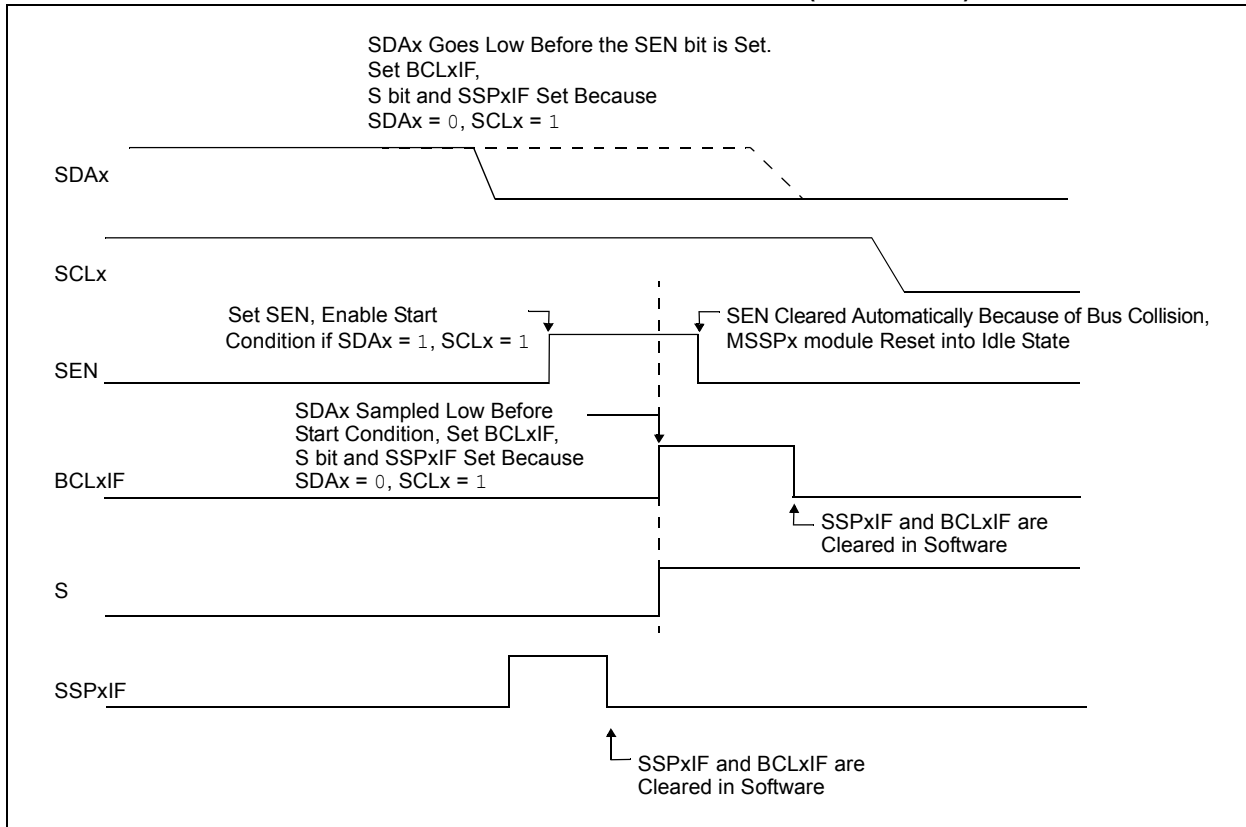 SDAx Goes Low Before the SEN bit is Set.
Set BCLxIF,
S bit and SSPxIF Set Because
SDAx = 0, SCLx = 1
SDAx
SCLx
Set SEN, Enable Start
Condition if SDAx = 1, SCLx = 1
SEN Cleared Automatically Because of Bus Collision,
MSSPx module Reset into Idle State
SEN
SDAx Sampled Low Before
Start Condition, Set BCLxIF,
S bit and SSPxIF Set Because
SDAx = 0, SCLx = 1
BCLxIF
SSPxIF and BCLxIF are
Cleared in Software
S
SSPxIF
SSPxIF and BCLxIF are
Cleared in Software